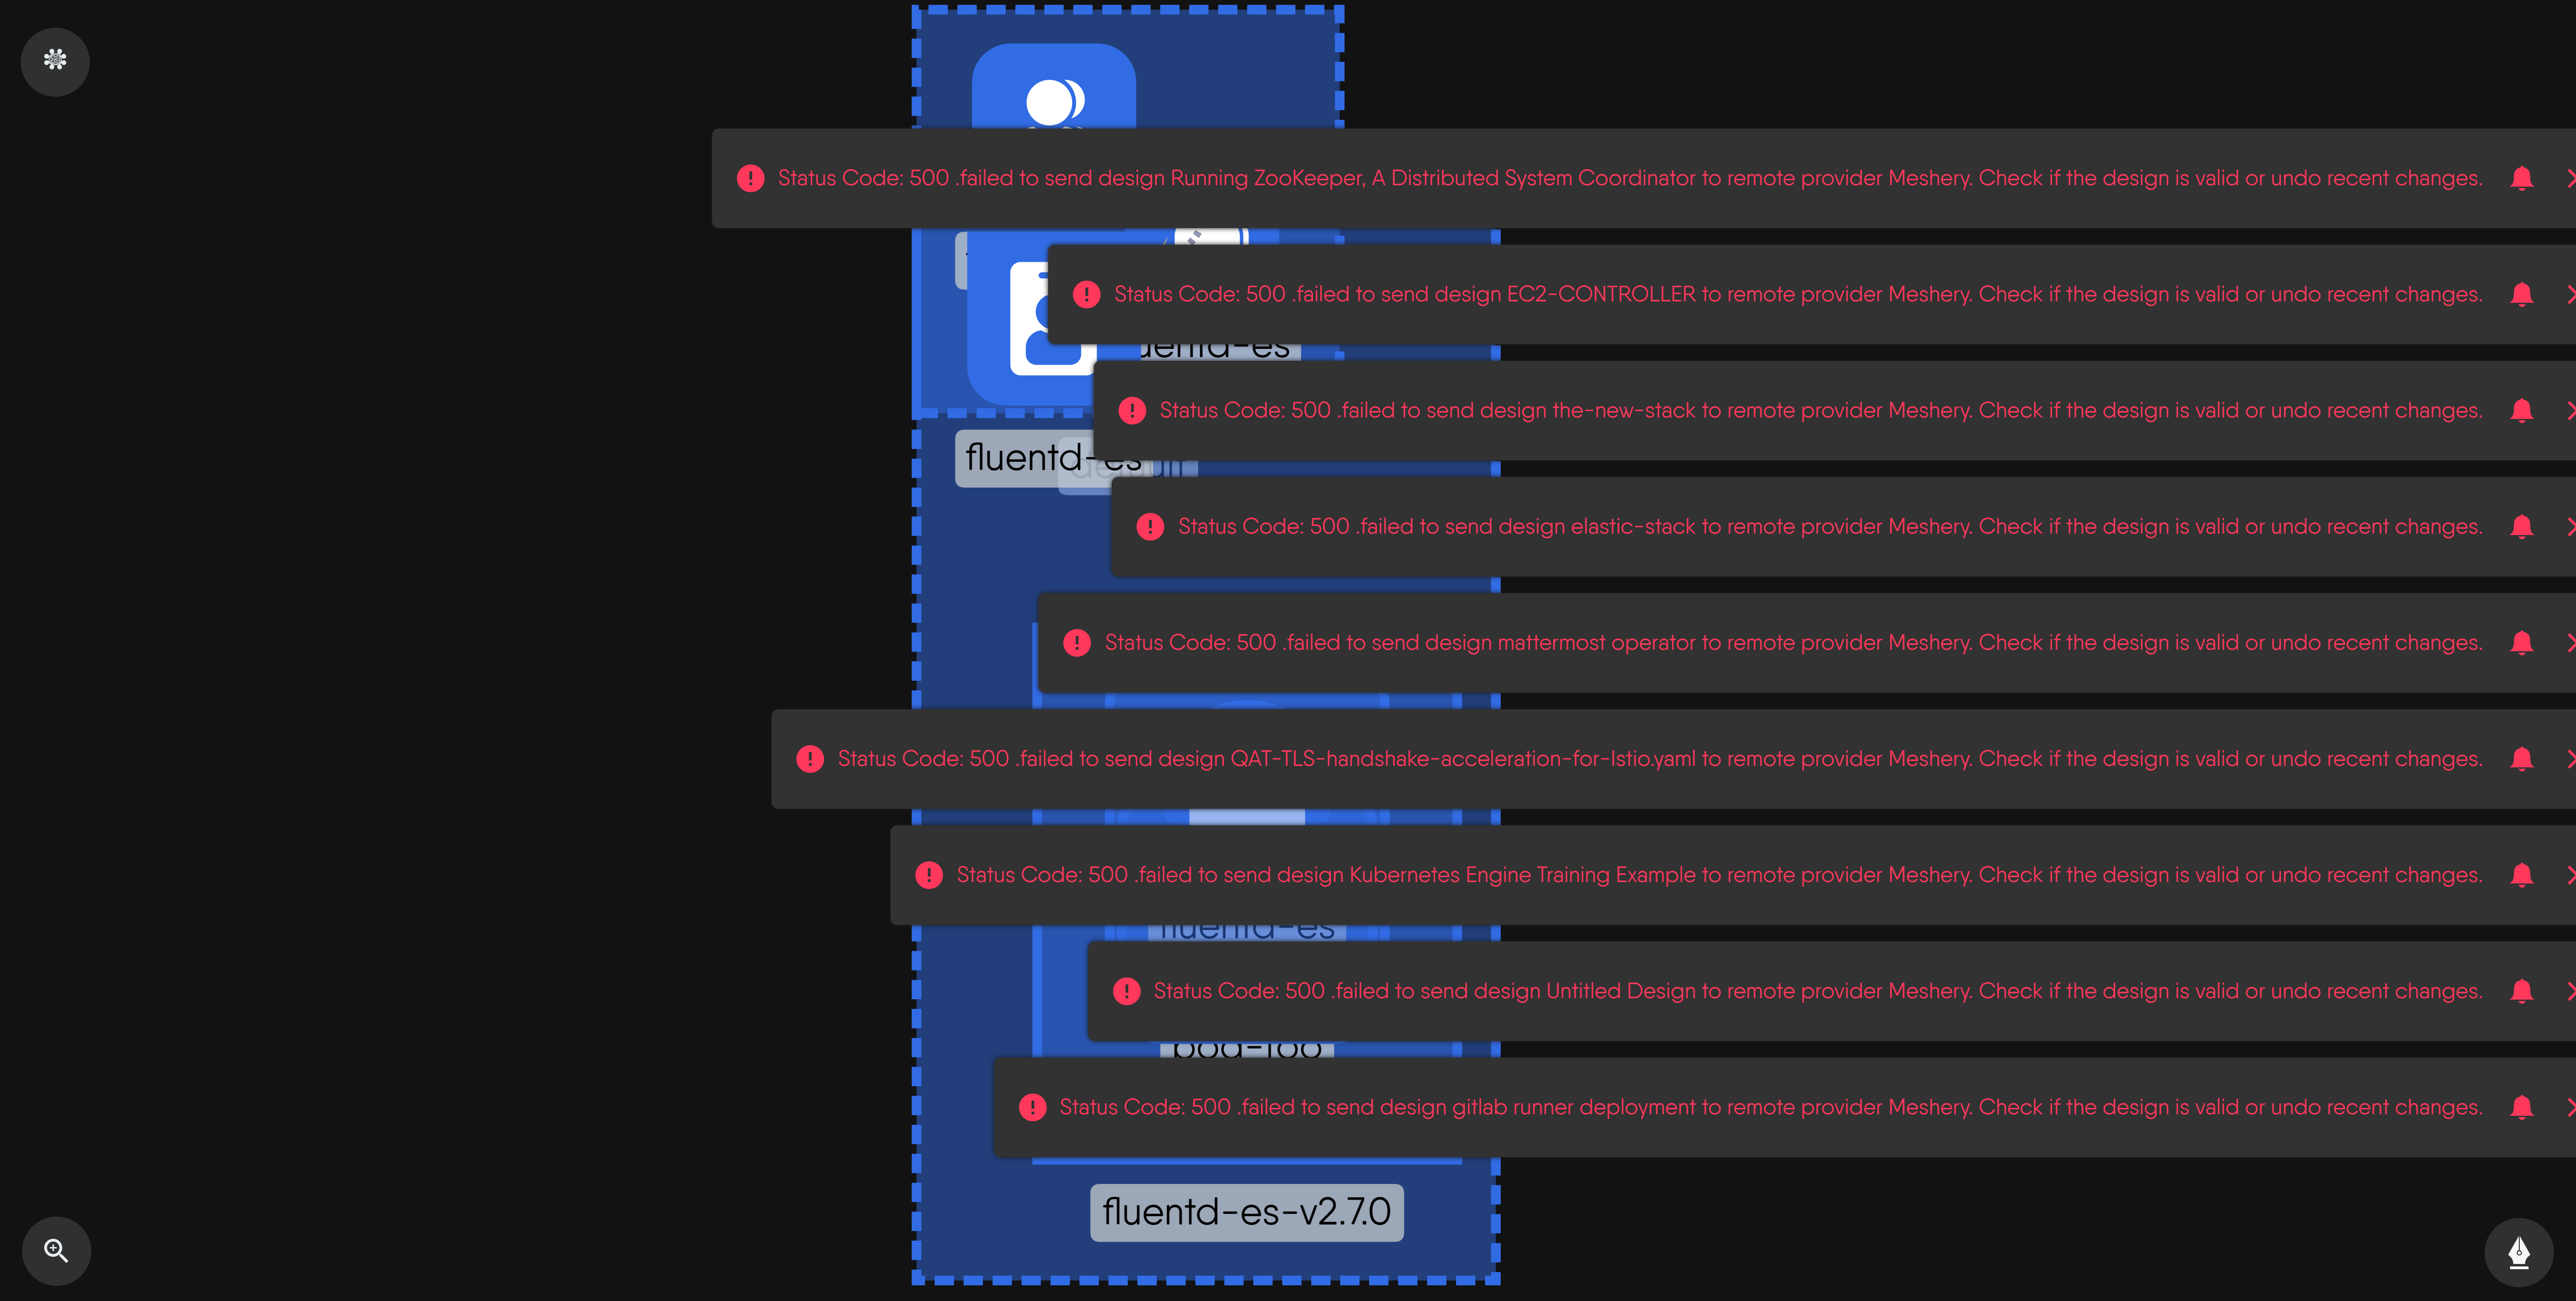 Status Code: 500 .failed to send design Running ZooKeeper, A Distributed System Coordinator to remote provider Meshery. Check if the design is valid or undo recent changes.
Status Code: 500 .failed to send design EC2-CONTROLLER to remote provider Meshery. Check if the design is valid or undo recent changes.
uentd-es
Status Code: 500 .failed to send design the-new-stack to remote provider Meshery. Check if the design is valid or undo recent changes.
fluentd-es
Status Code: 500 .failed to send design elastic-stack to remote provider Meshery. Check if the design is valid or undo recent changes.
Status Code: 500 .failed to send design mattermost operator to remote provider Meshery. Check if the design is valid or undo recent changes.
Status Code: 500 .failed to send design QAT-TLS-handshake-acceleration-for-Istio.yaml to remote provider Meshery. Check if the design is valid or undo recent changes.
Status Code: 500 .failed to send design Kubernetes Engine Training Example to remote provider Meshery. Check if the design is valid or undo recent changes.
fluentd-es
Status Code: 500 .failed to send design Untitled Design to remote provider Meshery. Check if the design is valid or undo recent changes.
Status Code: 500 .failed to send design gitlab runner deployment to remote provider Meshery. Check if the design is valid or undo recent changes.
fluentd-es-v2.7.0